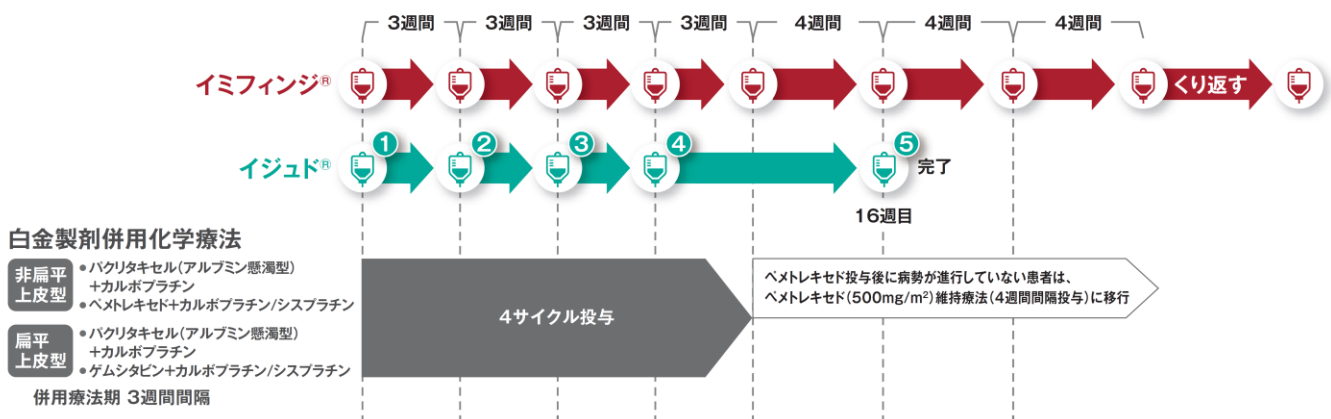 3週間 3週間 3週間 3週間 4週間 4週間 4週間
イミフィンジ® くり返す
イジュド® 1 2 3 4 5 完了
16週目
白金製剤併用化学療法
非扁平
上皮型
•パクリタキセル(アルブミン懸濁型)
+カルボプラチン
•ペメトレキセド+カルボプラチン/シスプラチン
扁平
上皮型
•パクリタキセル(アルブミン懸濁型)
+カルボプラチン
•ゲムシタビン+カルボプラチン/シスプラチン
併用療法期 3週間間隔
4サイクル投与
ペメトレキセド投与後に病勢が進行していない患者は、
ペメトレキセド(500mg/m²)維持療法(4週間間隔投与)に移行